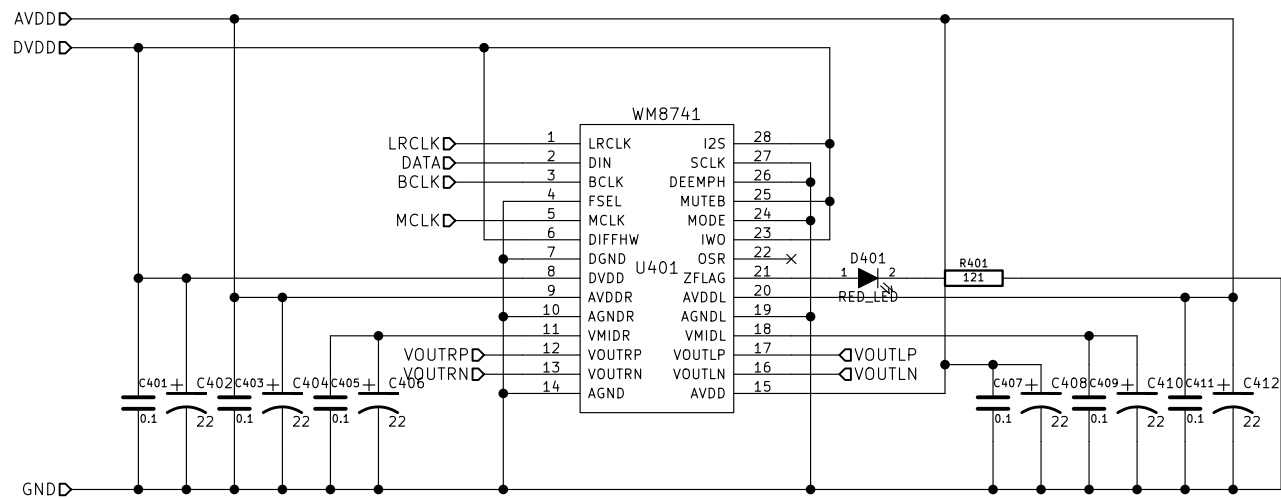 AVDD
DVDD
WM8741
LRCLK 1 LRCLK I2S 28
DATA 2 DIN SCLK 27
BCLK 3 BCLK DEEMPH 26
4 FSEL MUTEB 25
MCLK 5 MCLK MODE 24
6 DIFFHW IWO 23
7 DGND OSR 22
U401
8 DVDD ZFLAG 21
D401
1 2
RED_LED
R401
121
9 AVDDR AVDDL 20
10 AGNDR AGNDL 19
11 VMIDR VMIDL 18
VOUTRP 12 VOUTRP VOUTLP 17 VOUTLP
VOUTRN 13 VOUTRN VOUTLN 16 VOUTLN
14 AGND AVDD 15
C401 + C402 C403 + C404 C405 + C406 C407 + C408 C409 + C410 C411 + C412
0.1 22 0.1 22 0.1 22 0.1 22 0.1 22 0.1 22
GND